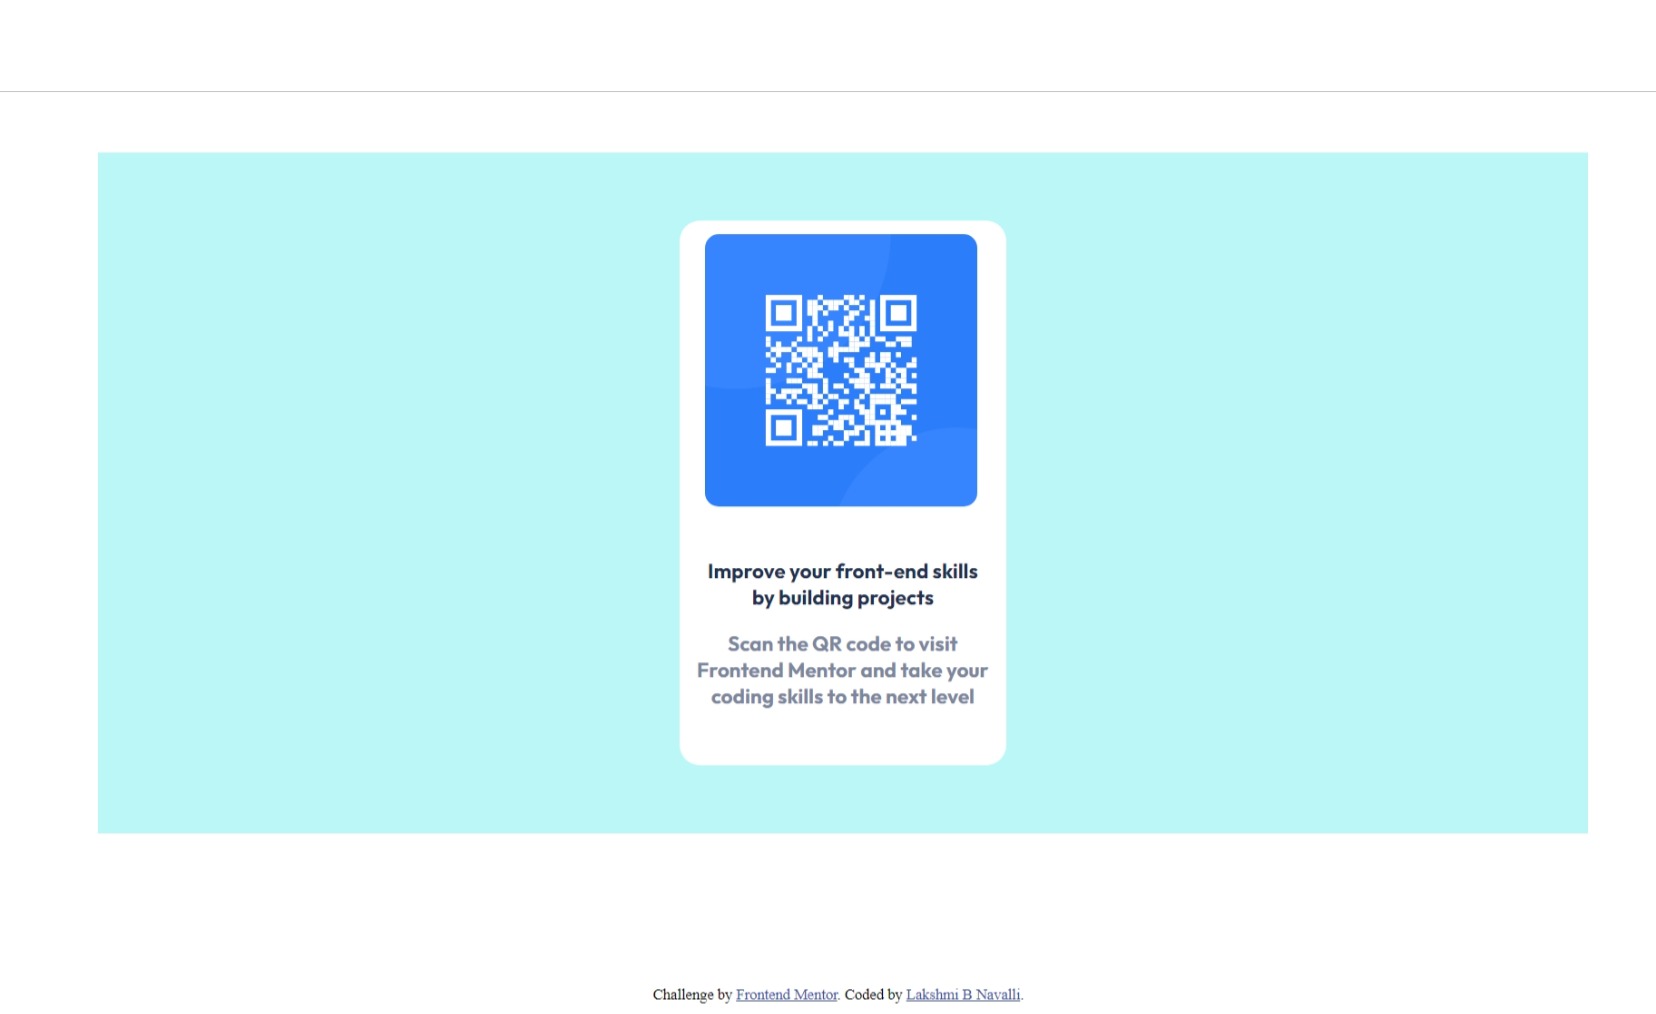 Improve your front-end skills
by building projects
Scan the QR code to visit
Frontend Mentor and take your
coding skills to the next level
Challenge by Frontend Mentor. Coded by Lakshmi B Navalli.